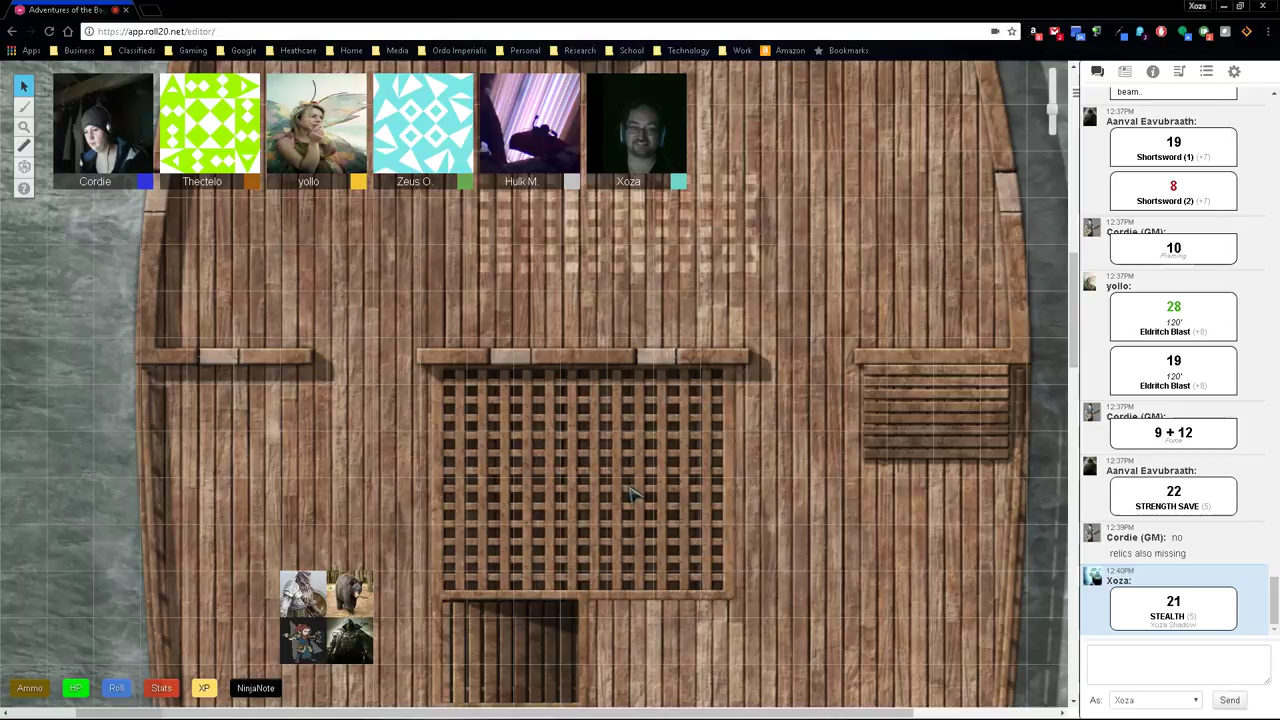 Adventures of the Ba
Xoza
https://app.roll20.net/editor/
Apps Business Classifieds Gaming Google Heathcare Home Media Ordo Imperialis Personal Research School Technology Work Amazon Bookmarks
Cordie Thectelo yollo Zeus O. Hulk M. Xoza
beam..
12:37PM
Aanval Eavubraath:
19
Shortsword (1) (+7)
8
Shortsword (2) (+7)
12:37PM
Cordie (GM):
10
12:37PM
yollo:
28
120'
Eldritch Blast (+8)
19
120'
Eldritch Blast (+8)
12:37PM
Cordie (GM):
9 + 12
Force
12:37PM
Aanval Eavubraath:
22
STRENGTH SAVE (5)
12:39PM
Cordie (GM): no
relics also missing
12:40PM
Xoza:
21
STEALTH (5)
Xoza Shadow
Ammo HP Roll Stats XP NinjaNote
As: Xoza Send